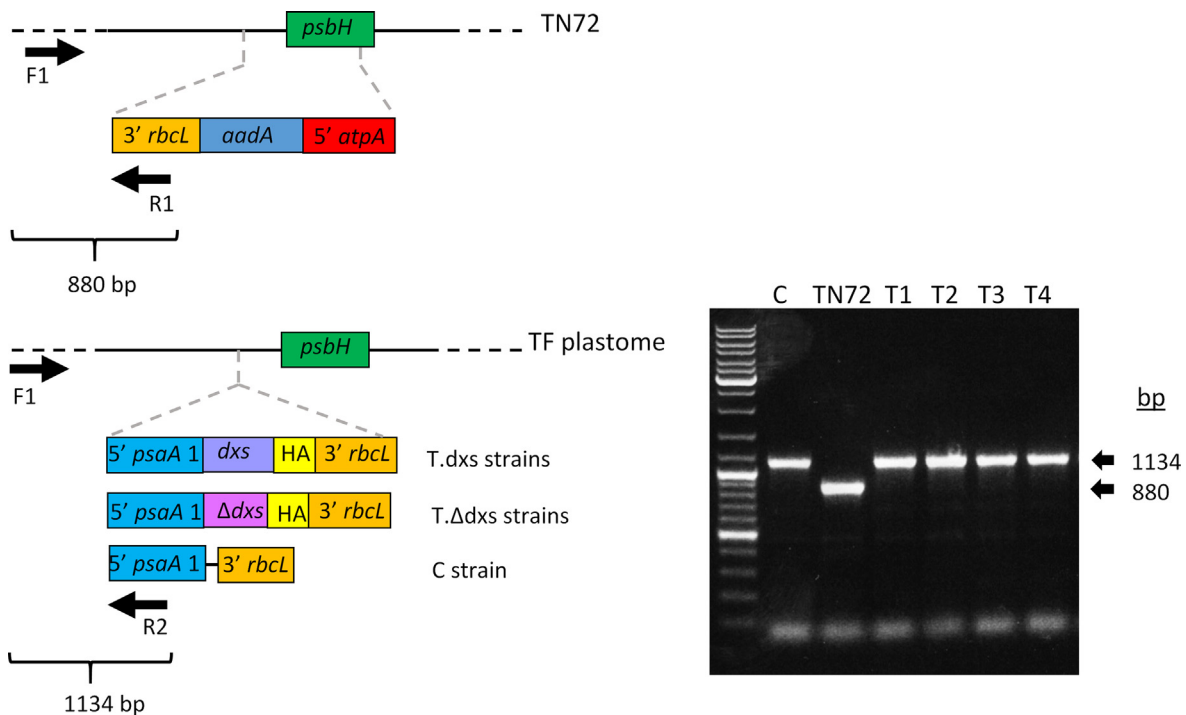 psbH
TN72
F1
3' rbcL
aadA
5' atpA
R1
880 bp
psbH
TF plastome
F1
5' psaA 1
dxs
HA
3' rbcL
T.dxs strains
5' psaA 1
Δdxs
HA
3' rbcL
T.Δdxs strains
5' psaA 1
3' rbcL
C strain
R2
1134 bp
C TN72 T1 T2 T3 T4
bp
1134
880